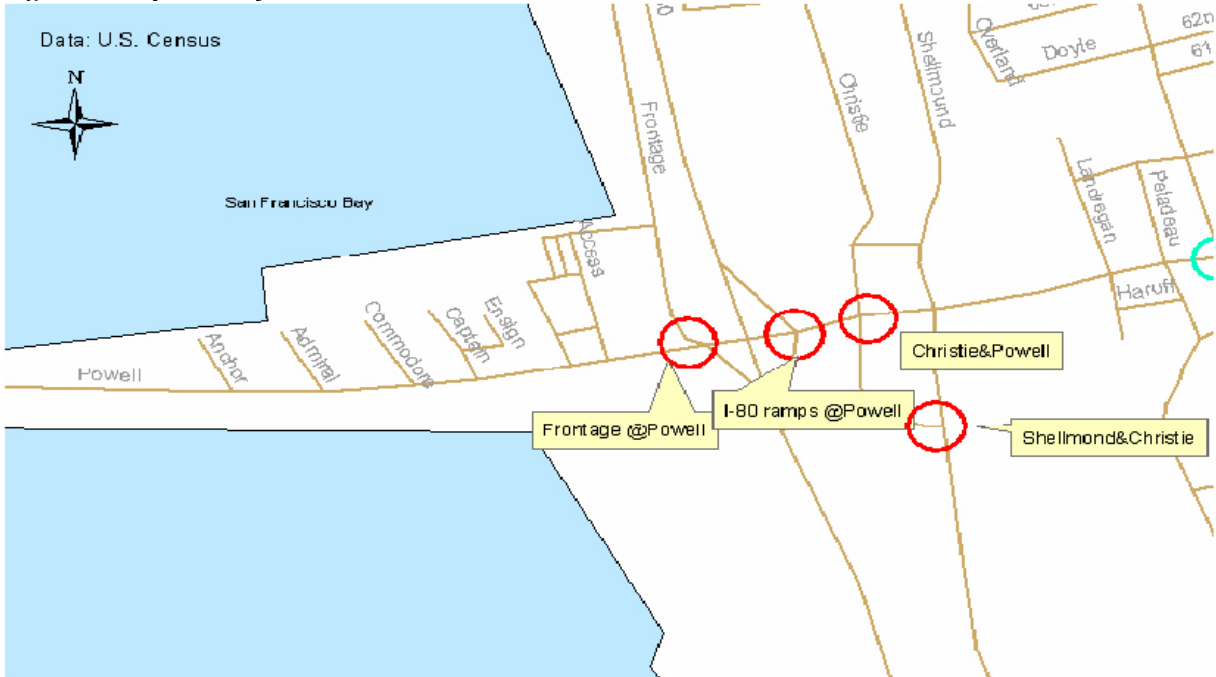 Data: U.S. Census
N
San Francisco Bay
Frontage
Christie
Shellmound
Overland
Doyle
62n
61
Landregan
Peladeau
Haruff
Access
Ensign
Captain
Commodore
Admiral
Anchor
Powell
Christie&Powell
I-80 ramps @Powell
Frontage @Powell
Shellmond&Christie